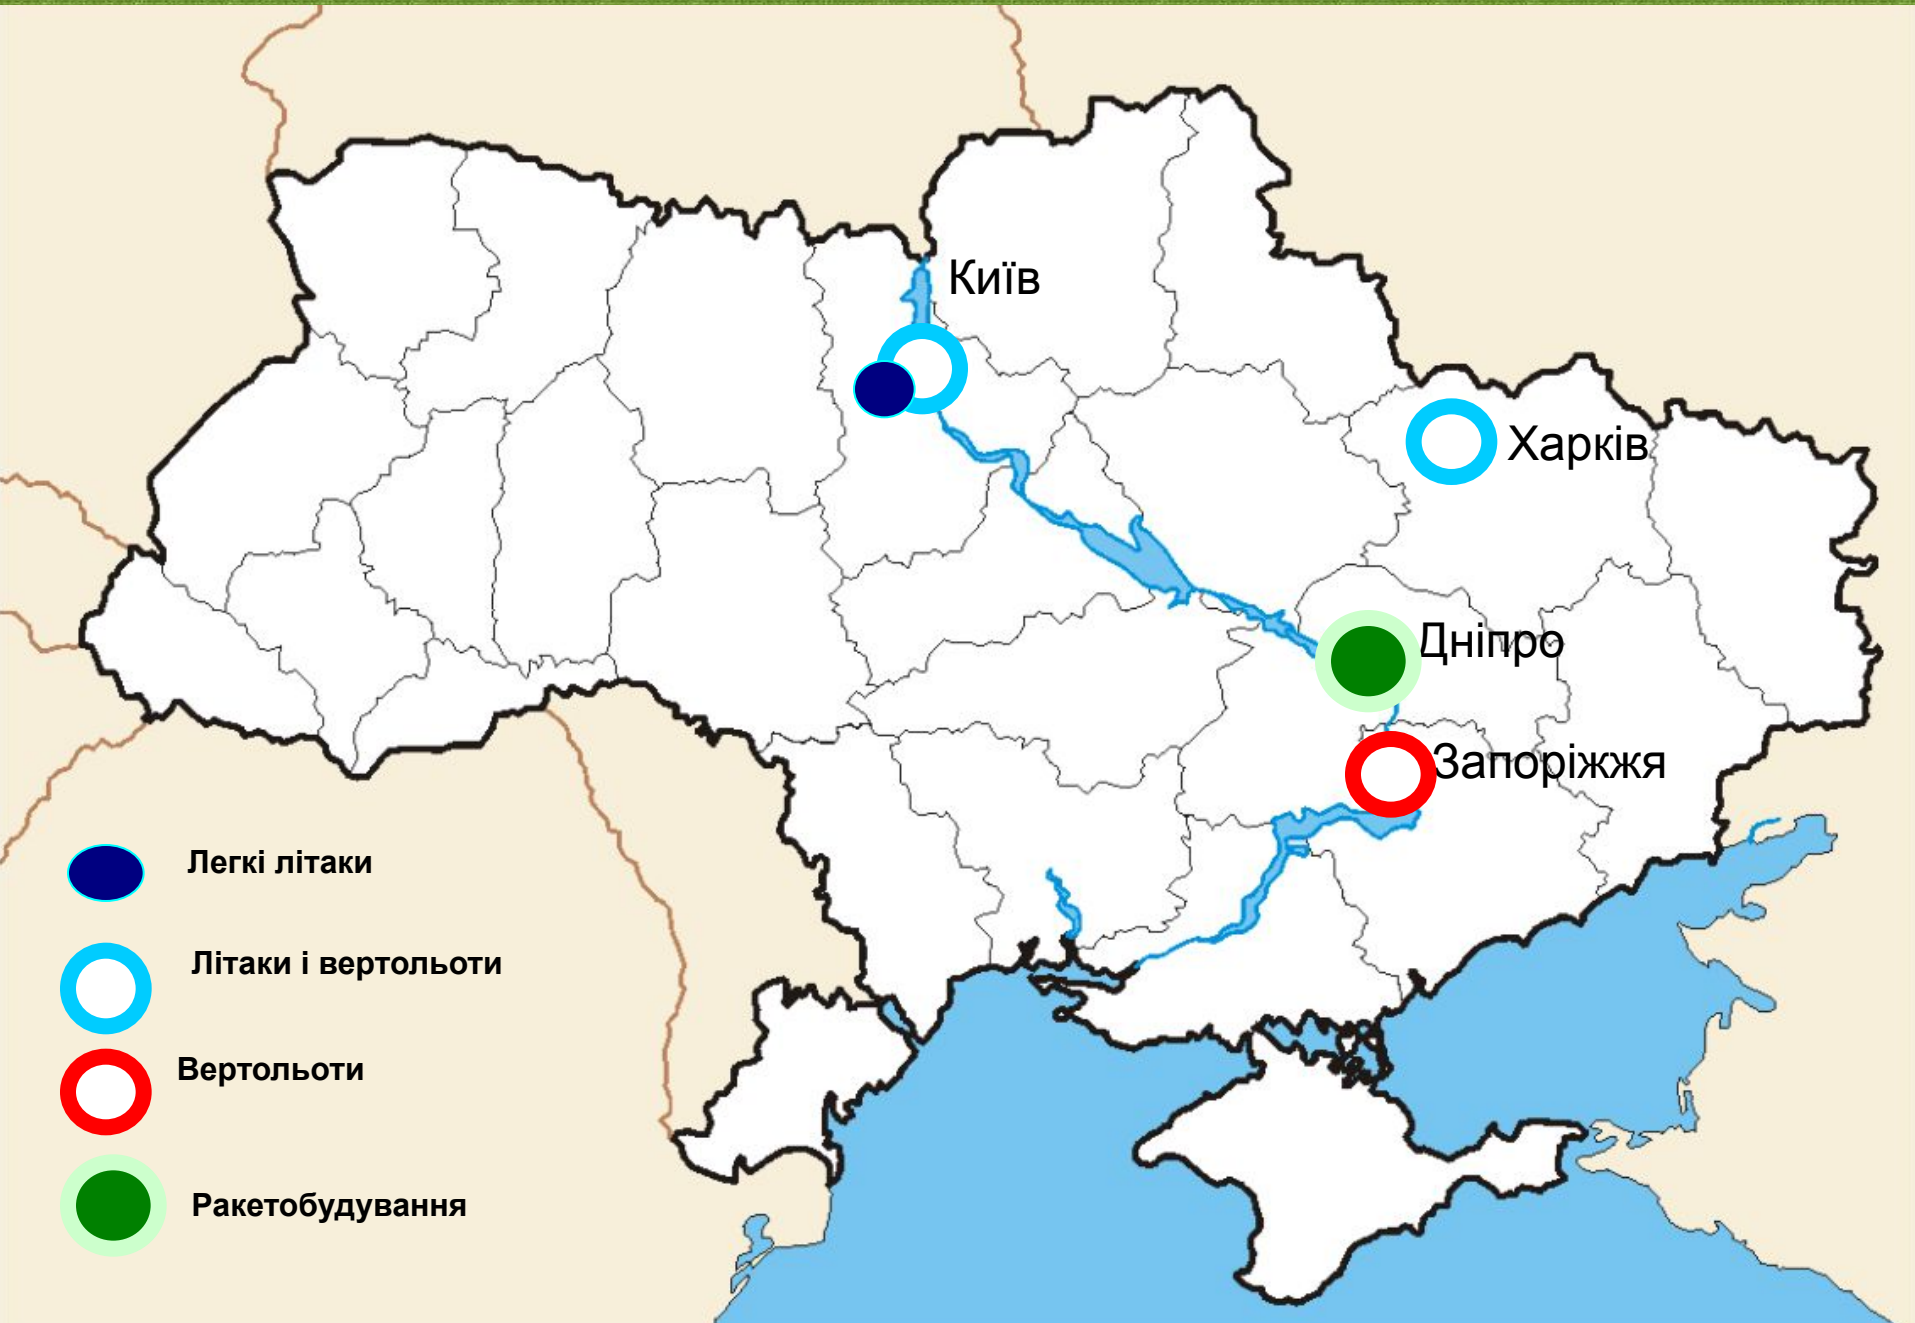 Київ
Харків
Дніпро
Запоріжжя
Легкі літаки
Літаки і вертольоти
Вертольоти
Ракетобудування